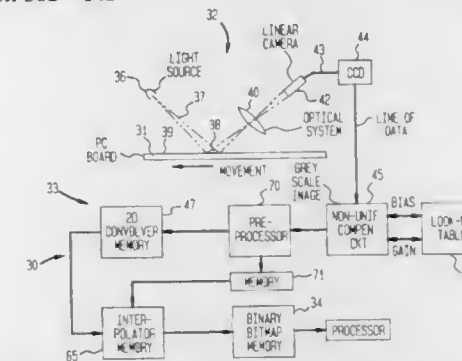 32
LINEAR
CAMERA
43
44
LIGHT
SOURCE
CCD
36
37
40
42
OPTICAL
SYSTEM
LINE OF
DATA
38
31
39
PC
BOARD
MOVEMENT
GREY
SCALE
IMAGE
45
33
47
70
BIAS
2D
CONVOLVER
MEMORY
PRE-
PROCESSOR
NON-UNIF
COMPEN
CKT
LOOK-
TABLE
GAIN
30
71
MEMORY
34
INTER-
POLATOR
MEMORY
BINARY
BITMAP
MEMORY
PROCESSOR
65